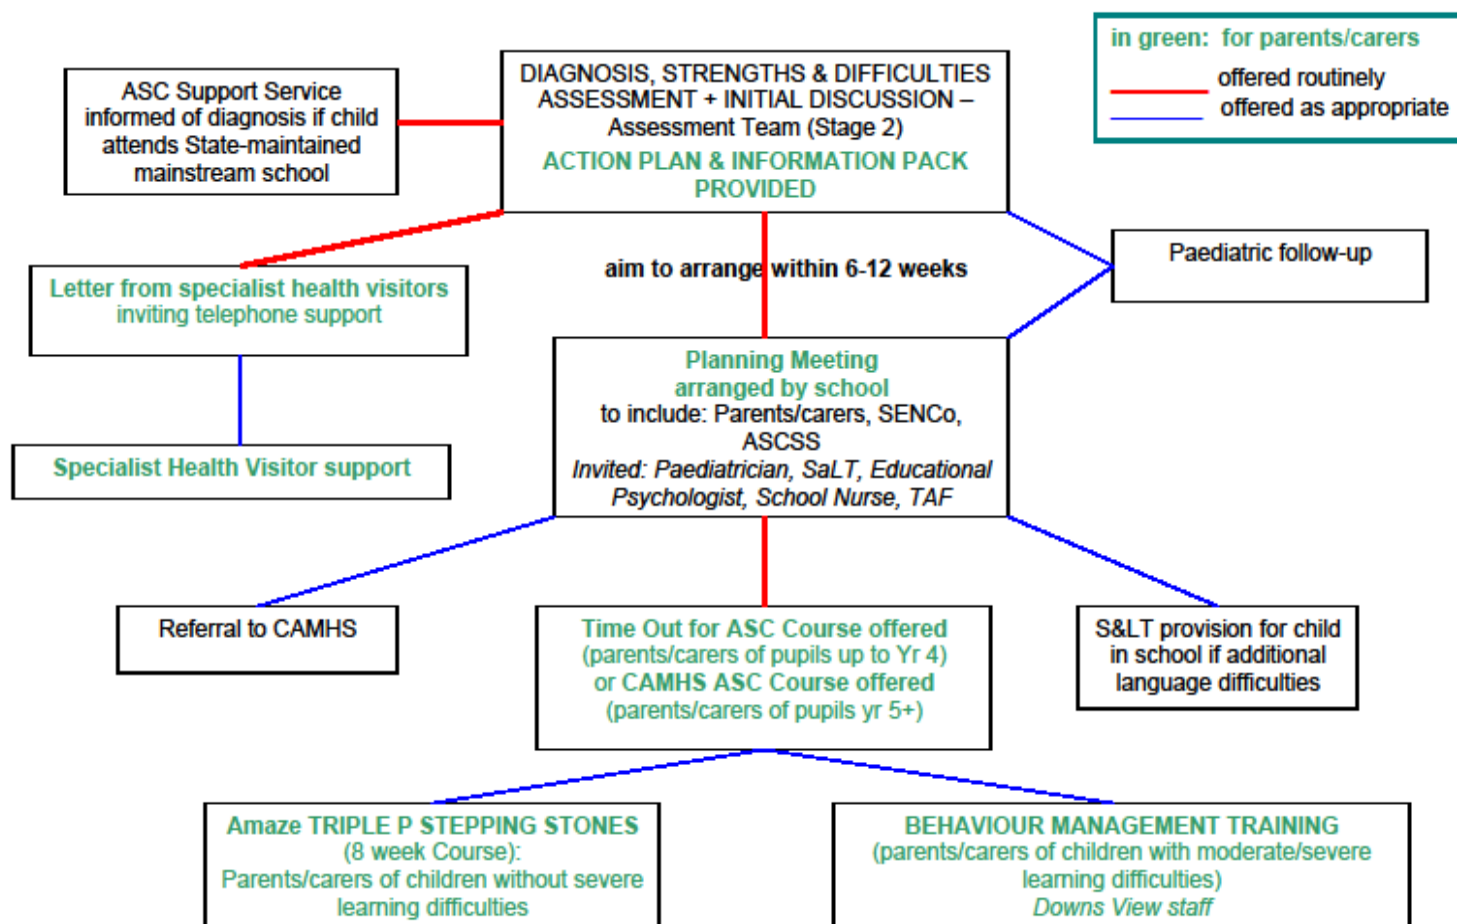 in green: for parents/carers
offered routinely
offered as appropriate
ASC Support Service
informed of diagnosis if child
attends State-maintained
mainstream school
DIAGNOSIS, STRENGTHS & DIFFICULTIES
ASSESSMENT + INITIAL DISCUSSION –
Assessment Team (Stage 2)
ACTION PLAN & INFORMATION PACK
PROVIDED
Letter from specialist health visitors
inviting telephone support
aim to arrange within 6-12 weeks
Paediatric follow-up
Specialist Health Visitor support
Planning Meeting
arranged by school
to include: Parents/carers, SENCo,
ASCSS
Invited: Paediatrician, SaLT, Educational
Psychologist, School Nurse, TAF
Referral to CAMHS
Time Out for ASC Course offered
(parents/carers of pupils up to Yr 4)
or CAMHS ASC Course offered
(parents/carers of pupils yr 5+)
S&LT provision for child
in school if additional
language difficulties
Amaze TRIPLE P STEPPING STONES
(8 week Course):
Parents/carers of children without severe
learning difficulties
BEHAVIOUR MANAGEMENT TRAINING
(parents/carers of children with moderate/severe
learning difficulties)
Downs View staff